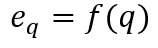 e_q = f(q)